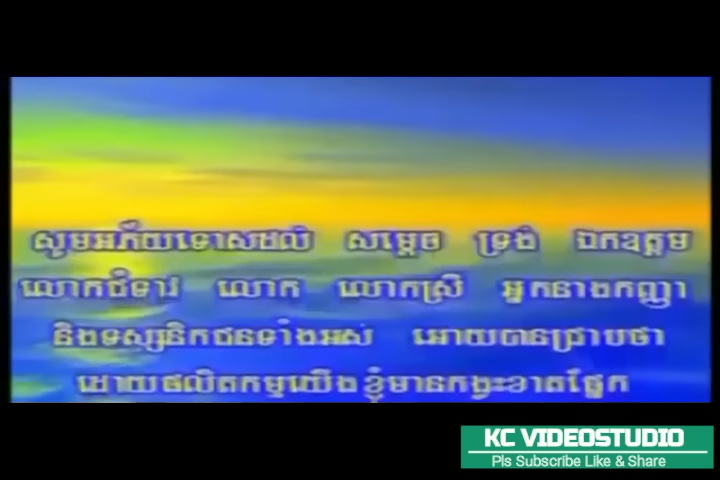 សូមអភ័យទោសដល់ សម្តេច ទ្រង់ ឯកឧត្តម
លោកជំទាវ លោក លោកស្រី អ្នកនាងកញ្ញា
និងទស្សនិកជនទាំងអស់ អោយបានជ្រាបថា
ដោយផលិតកម្មយើងខ្ញុំមានកង្វះខាតផ្នែក
KC VIDEOSTUDIO
Pls Subscribe Like & Share